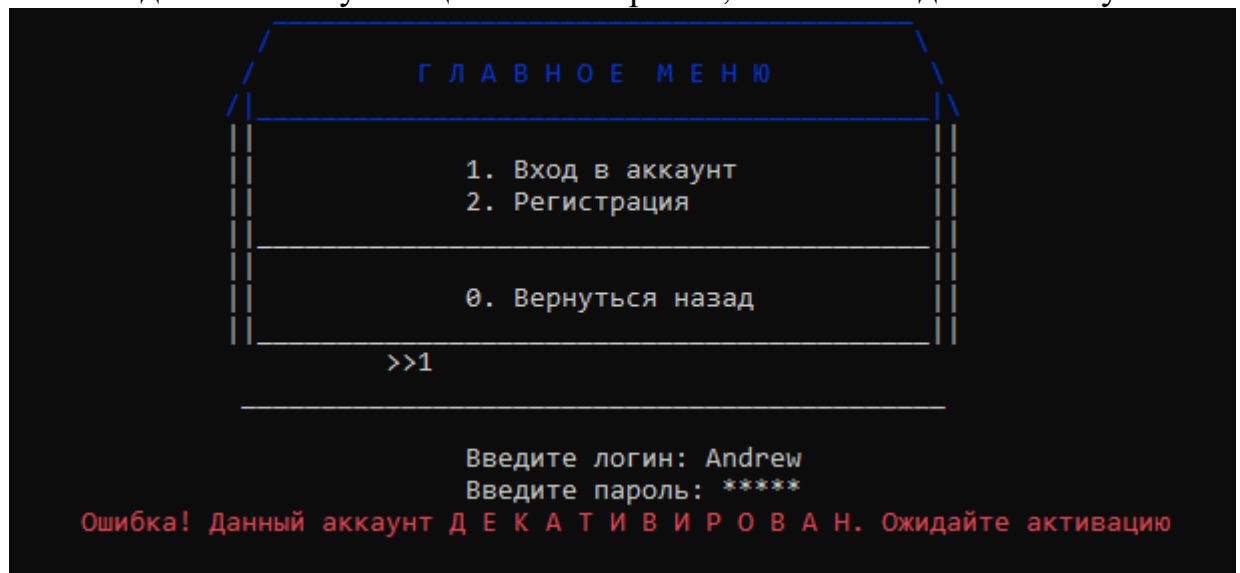 Г Л А В Н О Е М Е Н Ю
1. Вход в аккаунт
2. Регистрация
0. Вернуться назад
>>1
Введите логин: Andrew
Введите пароль: *****
Ошибка! Данный аккаунт Д Е К А Т И В И Р О В А Н. Ожидайте активацию